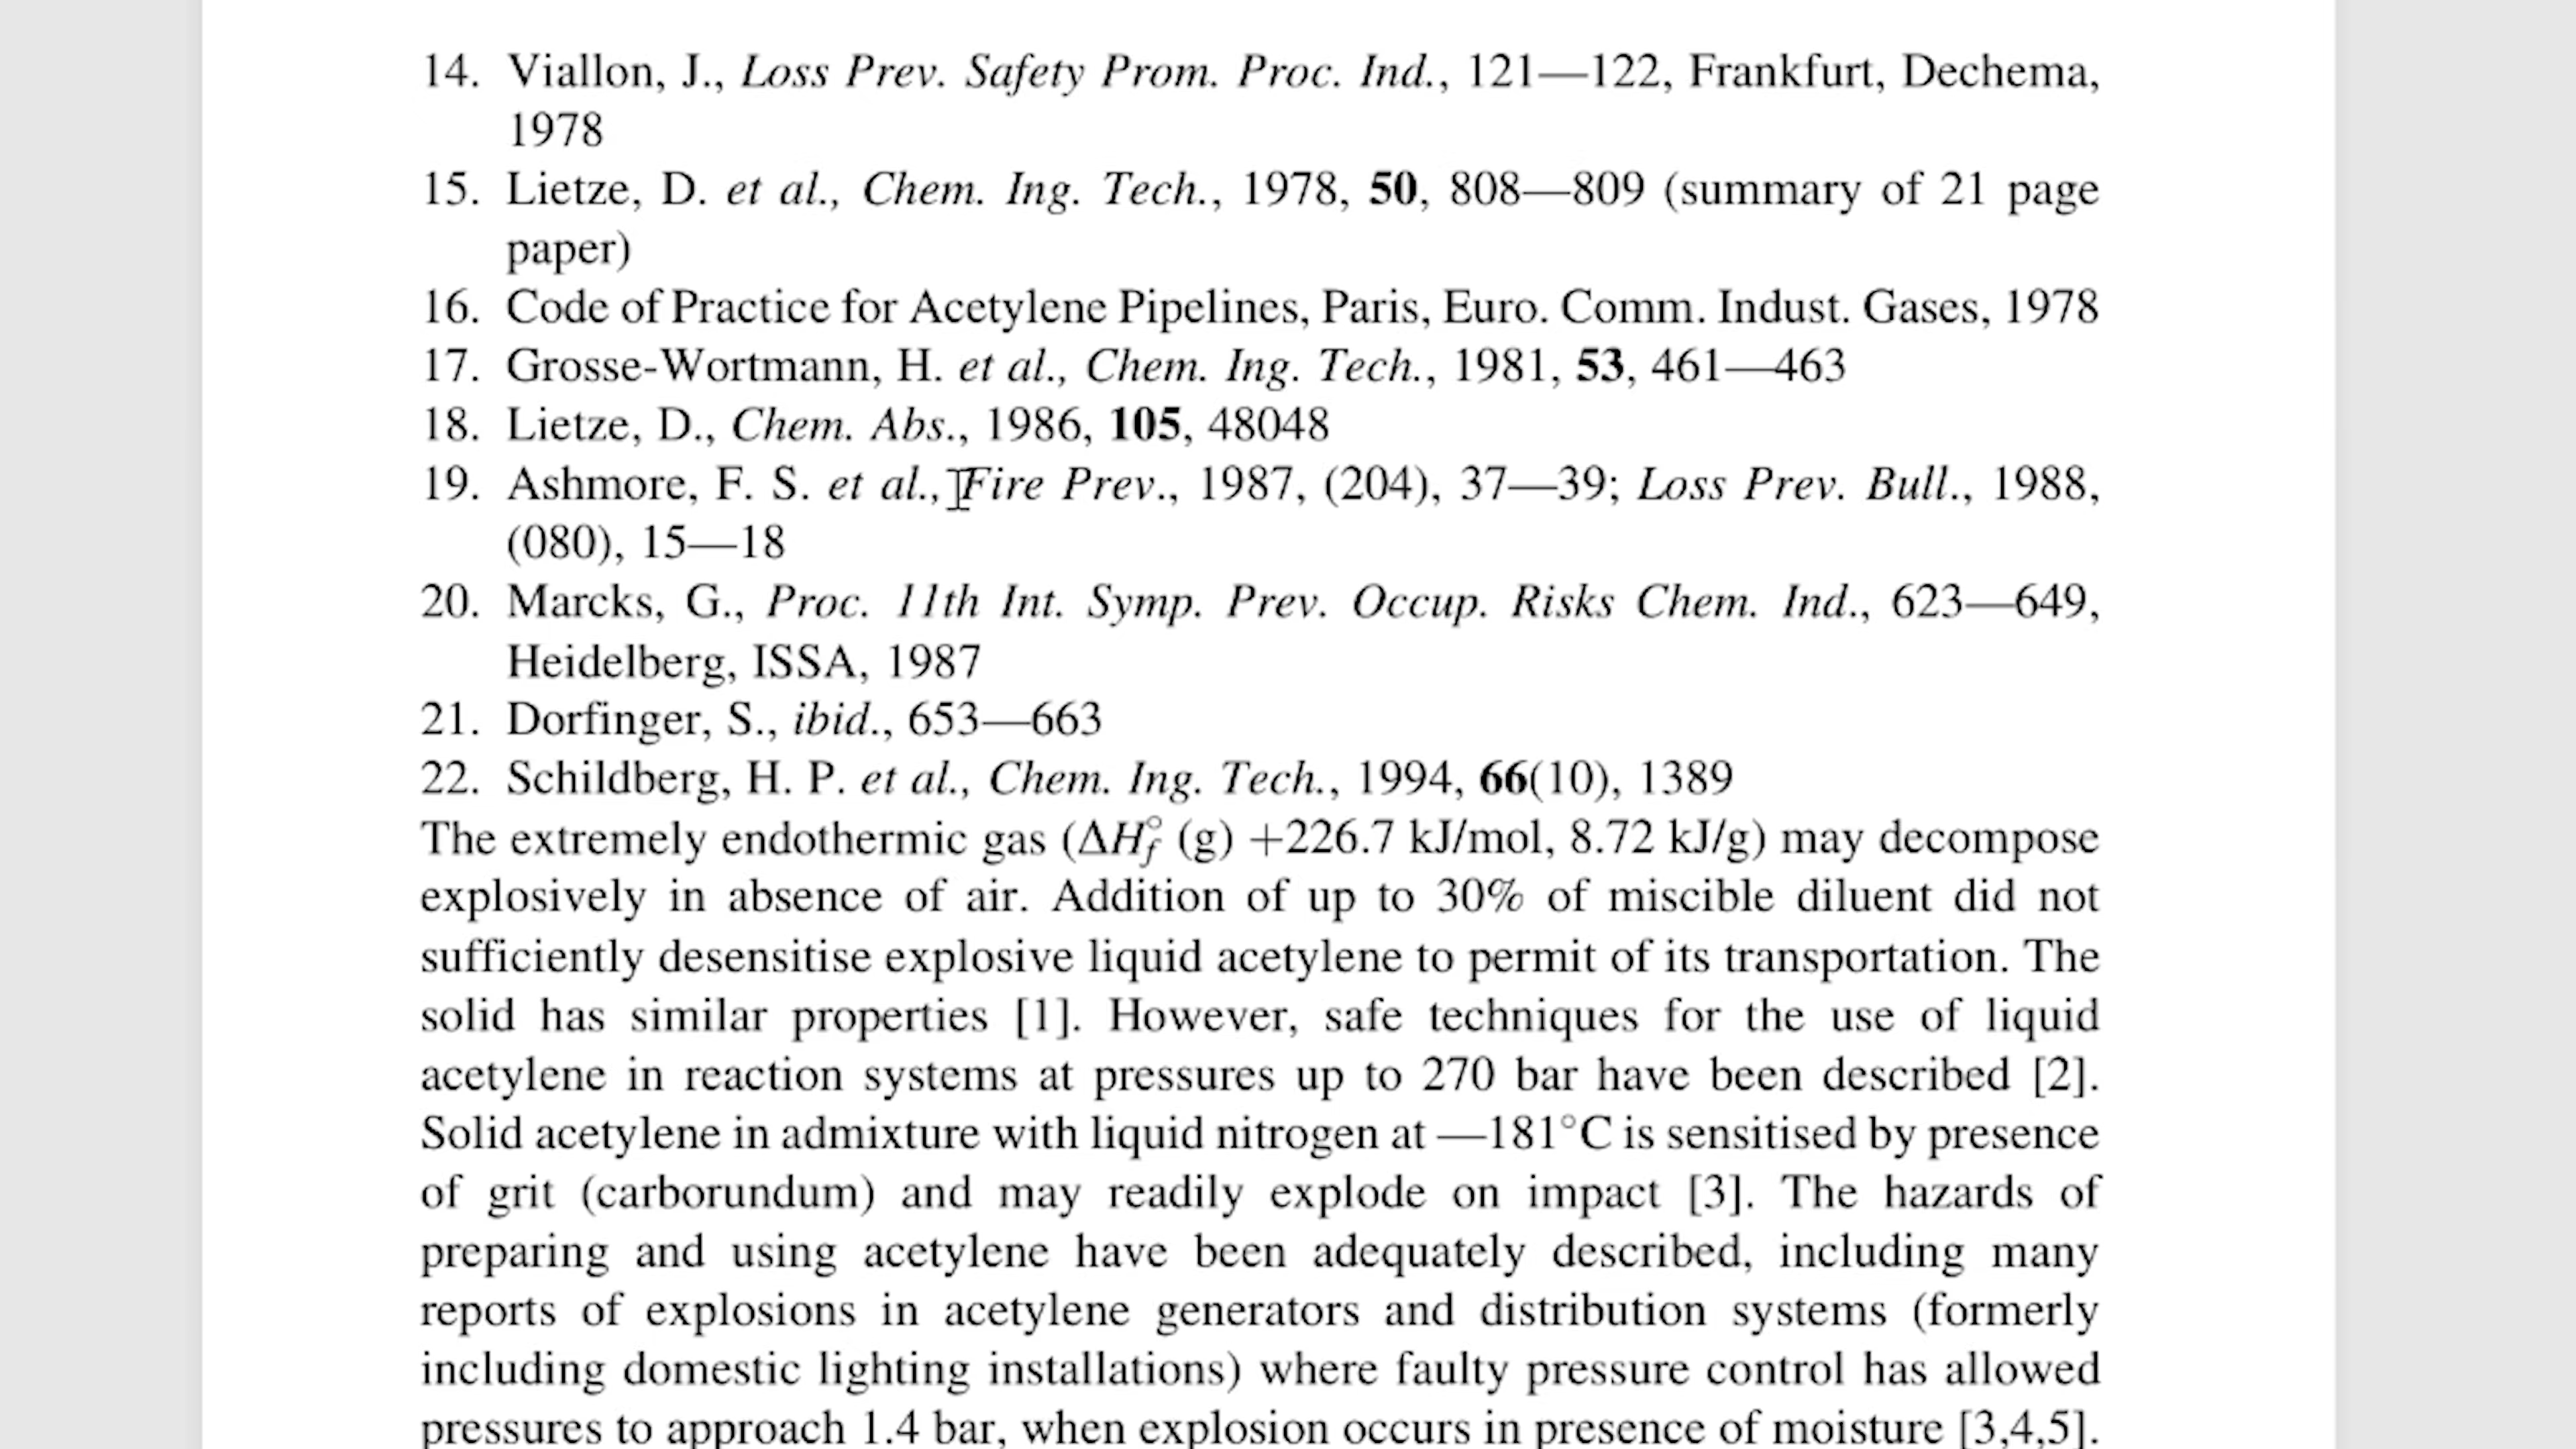 14. Viallon, J., Loss Prev. Safety Prom. Proc. Ind., 121—122, Frankfurt, Dechema,
1978
15. Lietze, D. et al., Chem. Ing. Tech., 1978, 50, 808—809 (summary of 21 page
paper)
16. Code of Practice for Acetylene Pipelines, Paris, Euro. Comm. Indust. Gases, 1978
17. Grosse-Wortmann, H. et al., Chem. Ing. Tech., 1981, 53, 461—463
18. Lietze, D., Chem. Abs., 1986, 105, 48048
19. Ashmore, F. S. et al., Fire Prev., 1987, (204), 37—39; Loss Prev. Bull., 1988,
(080), 15—18
20. Marcks, G., Proc. 11th Int. Symp. Prev. Occup. Risks Chem. Ind., 623—649,
Heidelberg, ISSA, 1987
21. Dorfinger, S., ibid., 653—663
22. Schildberg, H. P. et al., Chem. Ing. Tech., 1994, 66(10), 1389
The extremely endothermic gas (ΔH°f (g) +226.7 kJ/mol, 8.72 kJ/g) may decompose
explosively in absence of air. Addition of up to 30% of miscible diluent did not
sufficiently desensitise explosive liquid acetylene to permit of its transportation. The
solid has similar properties [1]. However, safe techniques for the use of liquid
acetylene in reaction systems at pressures up to 270 bar have been described [2].
Solid acetylene in admixture with liquid nitrogen at —181°C is sensitised by presence
of grit (carborundum) and may readily explode on impact [3]. The hazards of
preparing and using acetylene have been adequately described, including many
reports of explosions in acetylene generators and distribution systems (formerly
including domestic lighting installations) where faulty pressure control has allowed
pressures to approach 1.4 bar, when explosion occurs in presence of moisture [3,4,5].